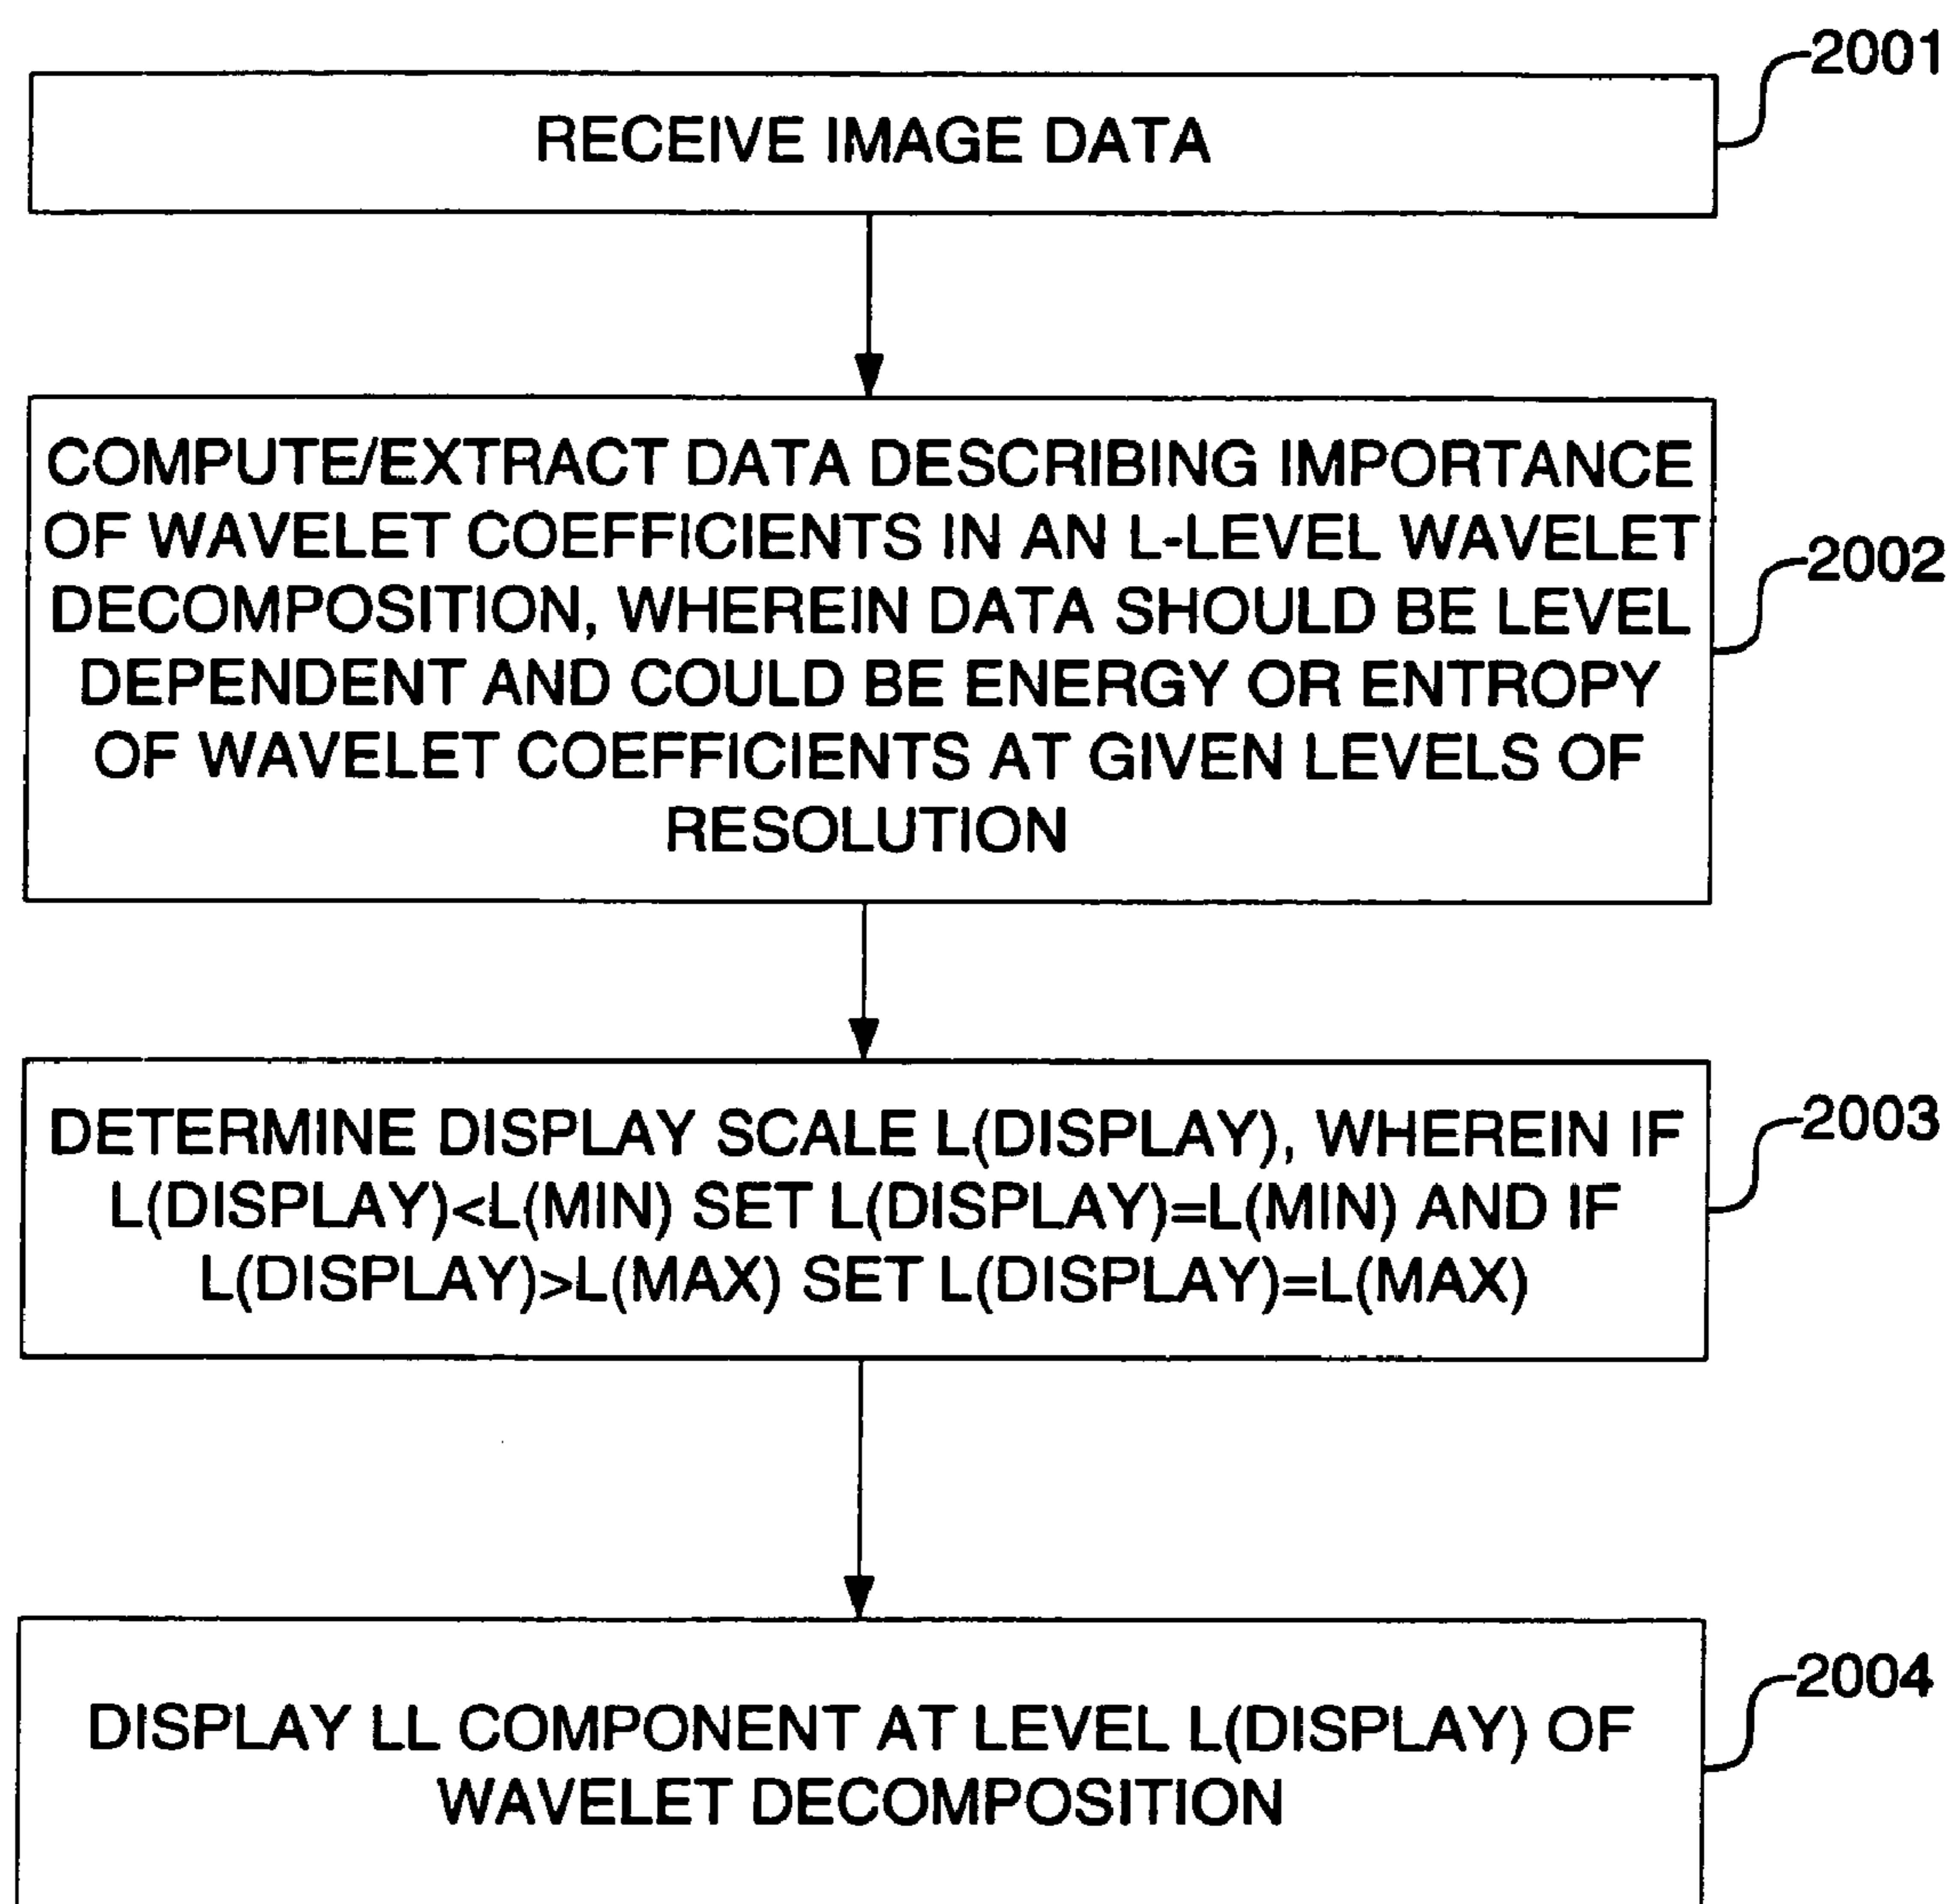 2001
RECEIVE IMAGE DATA
COMPUTE/EXTRACT DATA DESCRIBING IMPORTANCE
OF WAVELET COEFFICIENTS IN AN L-LEVEL WAVELET
DECOMPOSITION, WHEREIN DATA SHOULD BE LEVEL
DEPENDENT AND COULD BE ENERGY OR ENTROPY
OF WAVELET COEFFICIENTS AT GIVEN LEVELS OF
RESOLUTION
2002
DETERMINE DISPLAY SCALE L(DISPLAY), WHEREIN IF
L(DISPLAY)<L(MIN) SET L(DISPLAY)=L(MIN) AND IF
L(DISPLAY)>L(MAX) SET L(DISPLAY)=L(MAX)
2003
DISPLAY LL COMPONENT AT LEVEL L(DISPLAY) OF
WAVELET DECOMPOSITION
2004